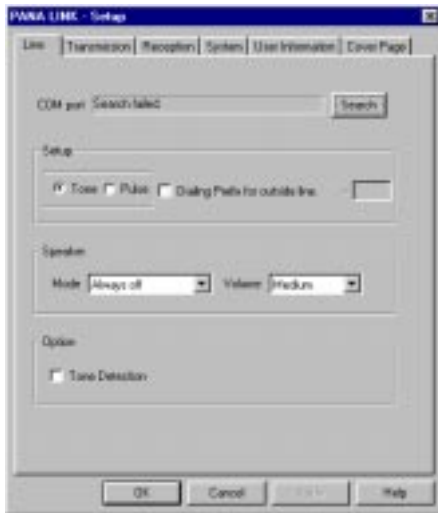 PANA LINK - Setup
Line Transmission Reception System User Information Cover Page
COM port Search failed. Search
Setup
Tone Pulse Dialing Prefix for outside line.
Speaker
Mode Always off Volume Medium
Option
Tone Detection
OK Cancel Help